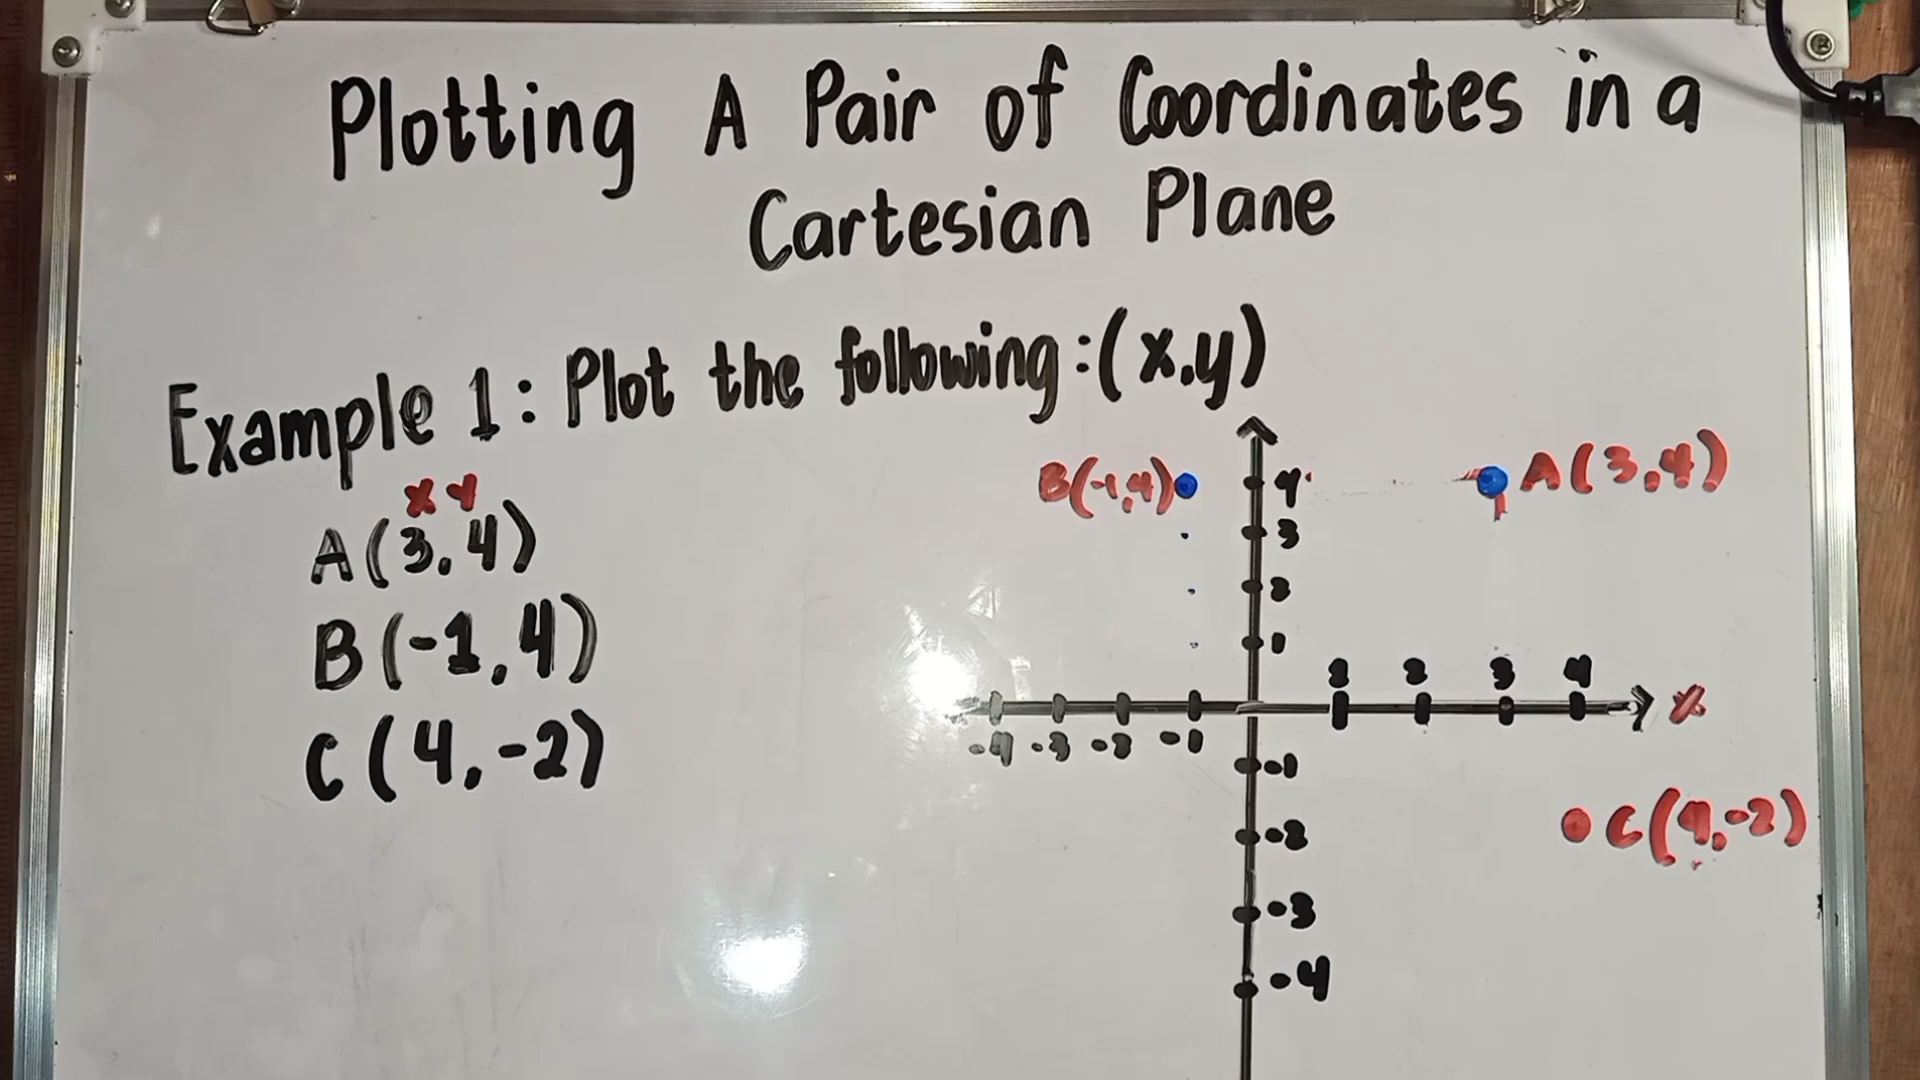 Plotting A Pair of Coordinates in a
Cartesian Plane
Example 1: Plot the following:(x,y)
x y
A(3,4)
B(-1,4)
C(4,-2)
B(-1,4)
A(3,4)
4
3
2
1
2 3 4
x
-4 -3 -2 -1
-1
-2
-3
-4
C(4,-2)